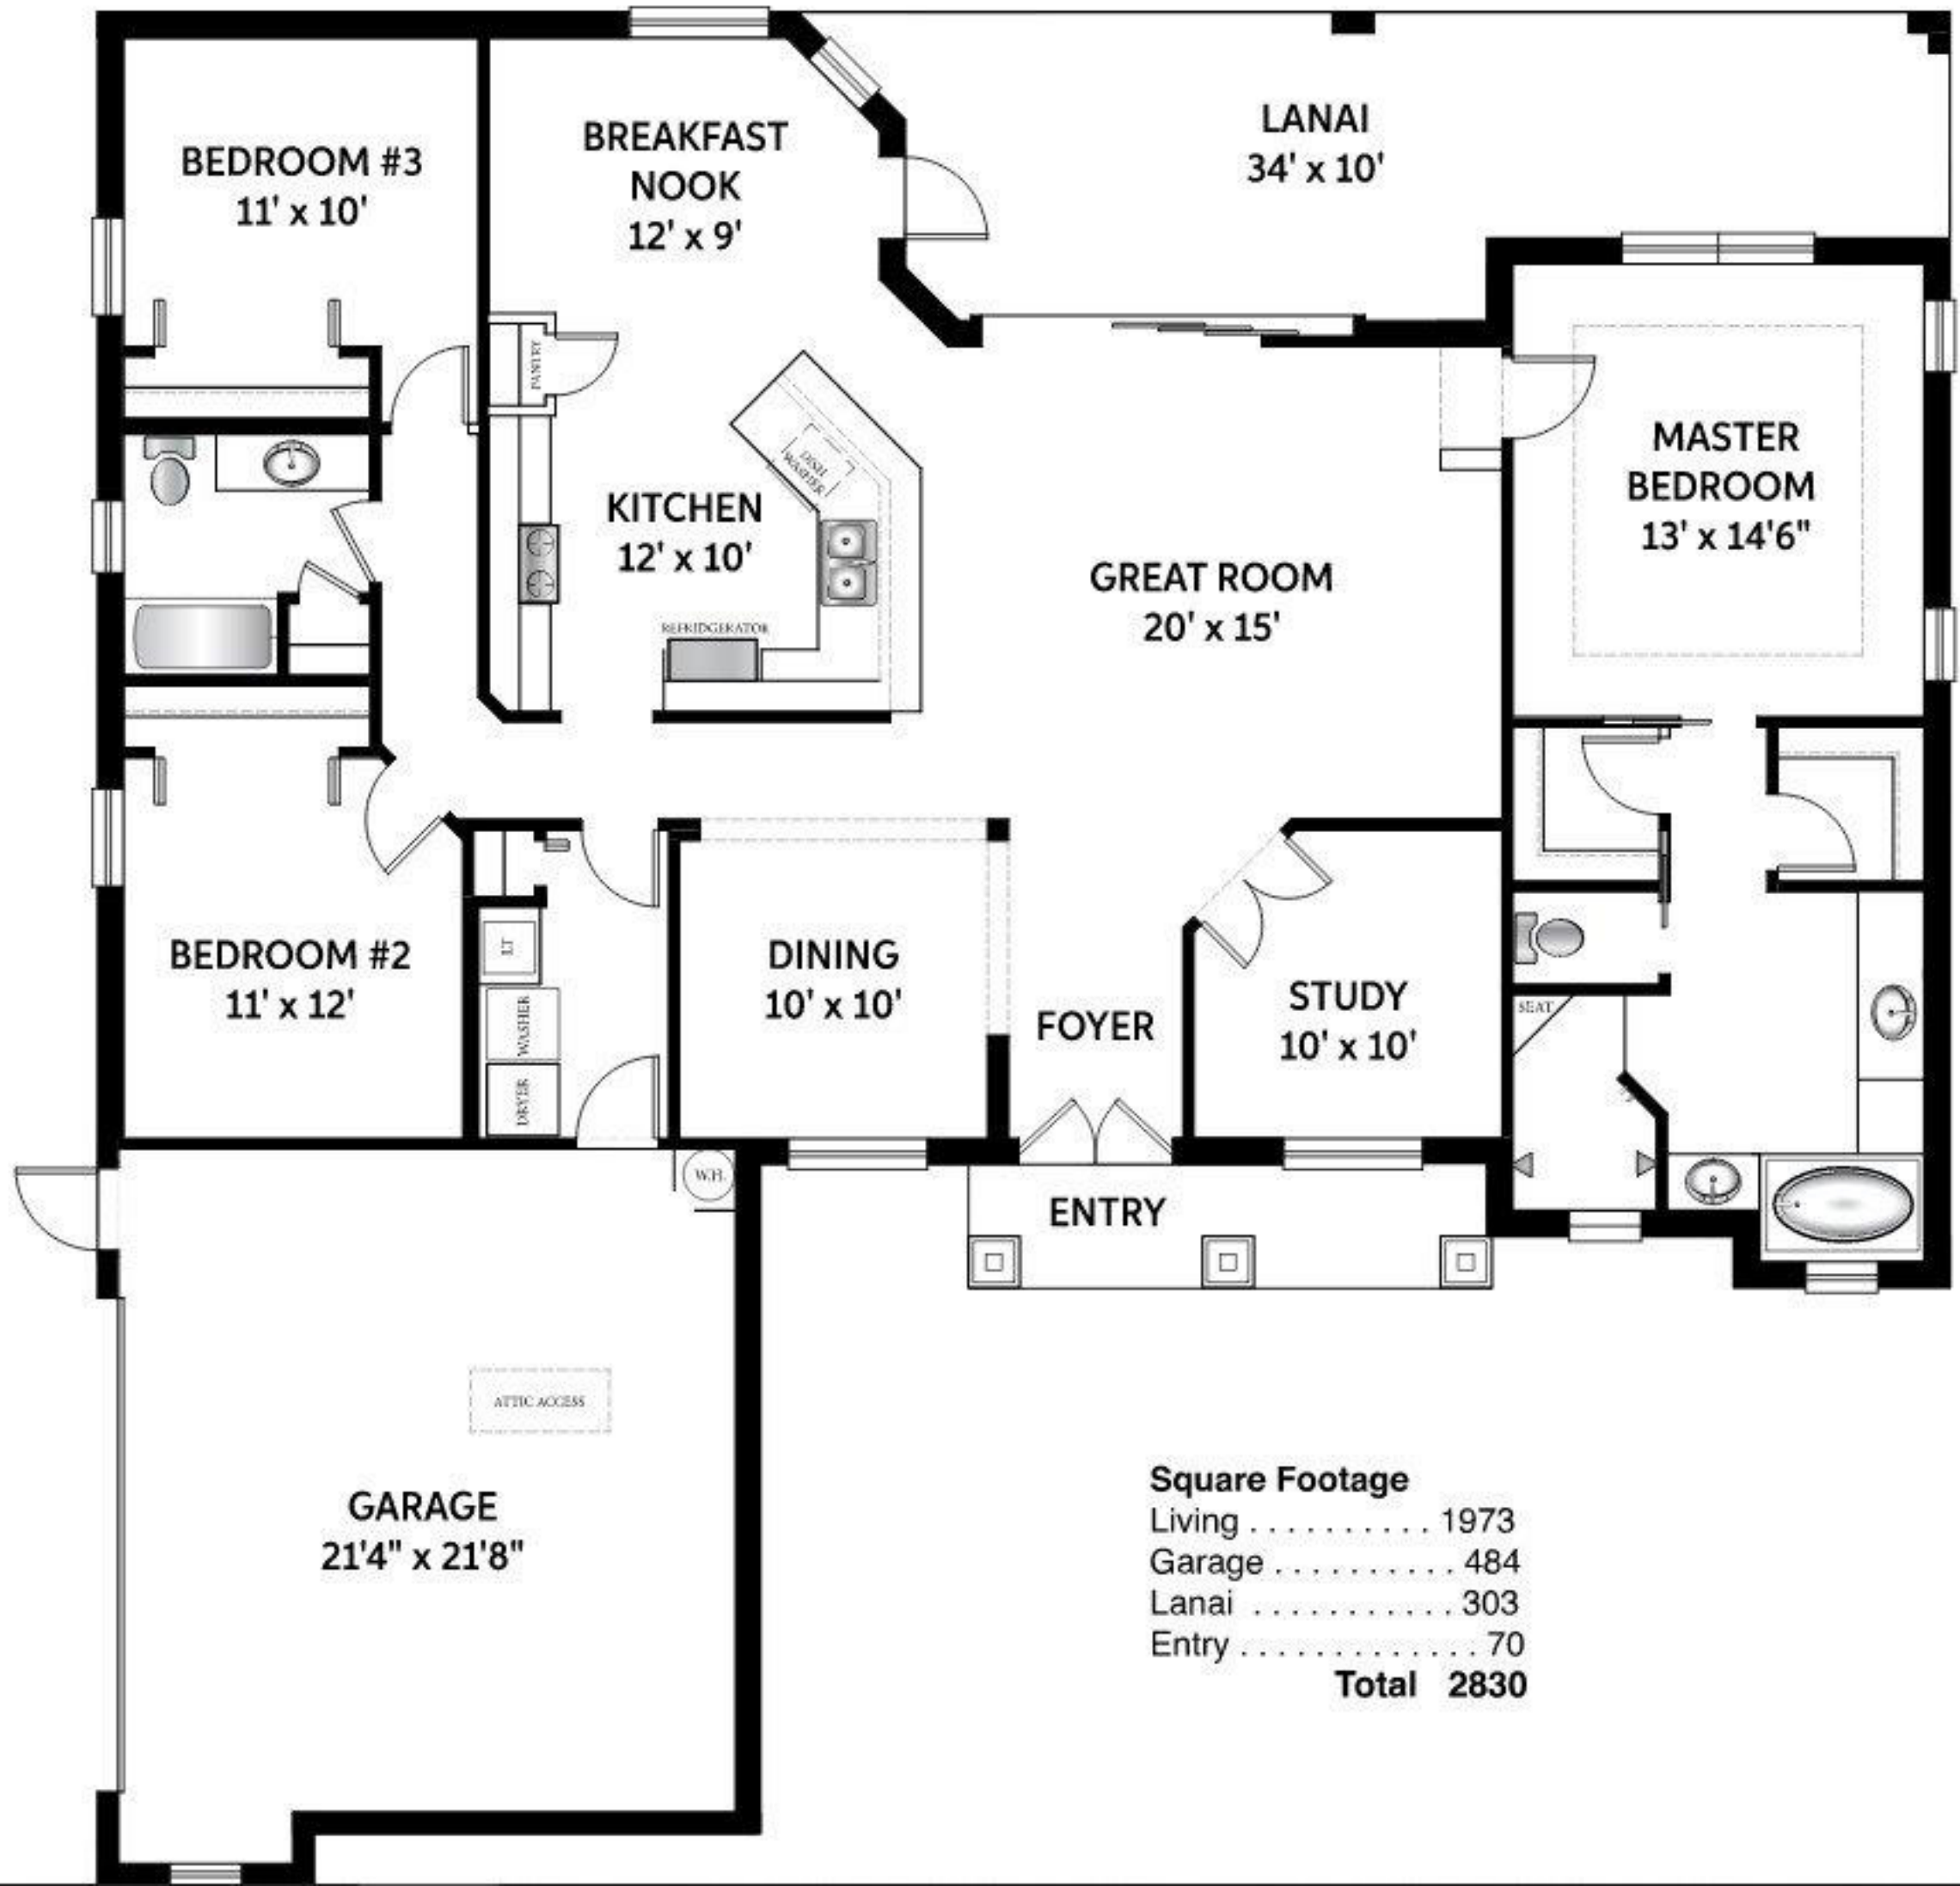 BEDROOM #3
11' x 10'
BREAKFAST
NOOK
12' x 9'
LANAI
34' x 10'
PANTRY
DISH
WASHER
KITCHEN
12' x 10'
REFRIDGERATOR
GREAT ROOM
20' x 15'
MASTER
BEDROOM
13' x 14'6"
BEDROOM #2
11' x 12'
LT
WASHER
DRYER
DINING
10' x 10'
FOYER
STUDY
10' x 10'
SEAT
W.H.
ENTRY
ATTIC ACCESS
GARAGE
21'4" x 21'8"
Square Footage
Living . . . . . . . . . . 1973
Garage . . . . . . . . . . 484
Lanai . . . . . . . . . . . 303
Entry . . . . . . . . . . . . . 70
Total 2830